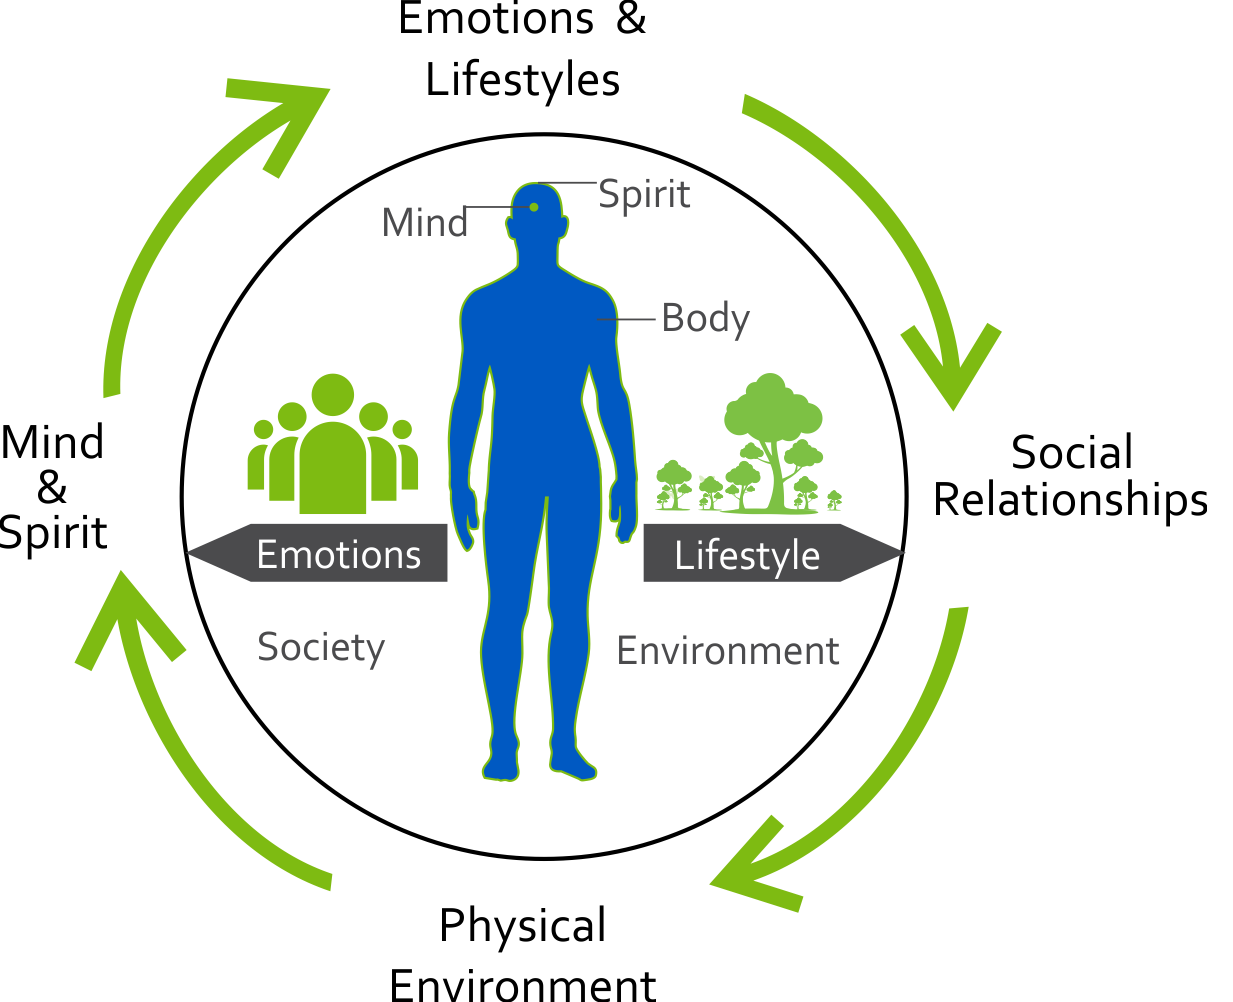 Emotions &
Lifestyles
Spirit
Mind
Body
Mind
&
Spirit
Social
Relationships
Emotions
Lifestyle
Society
Environment
Physical
Environment